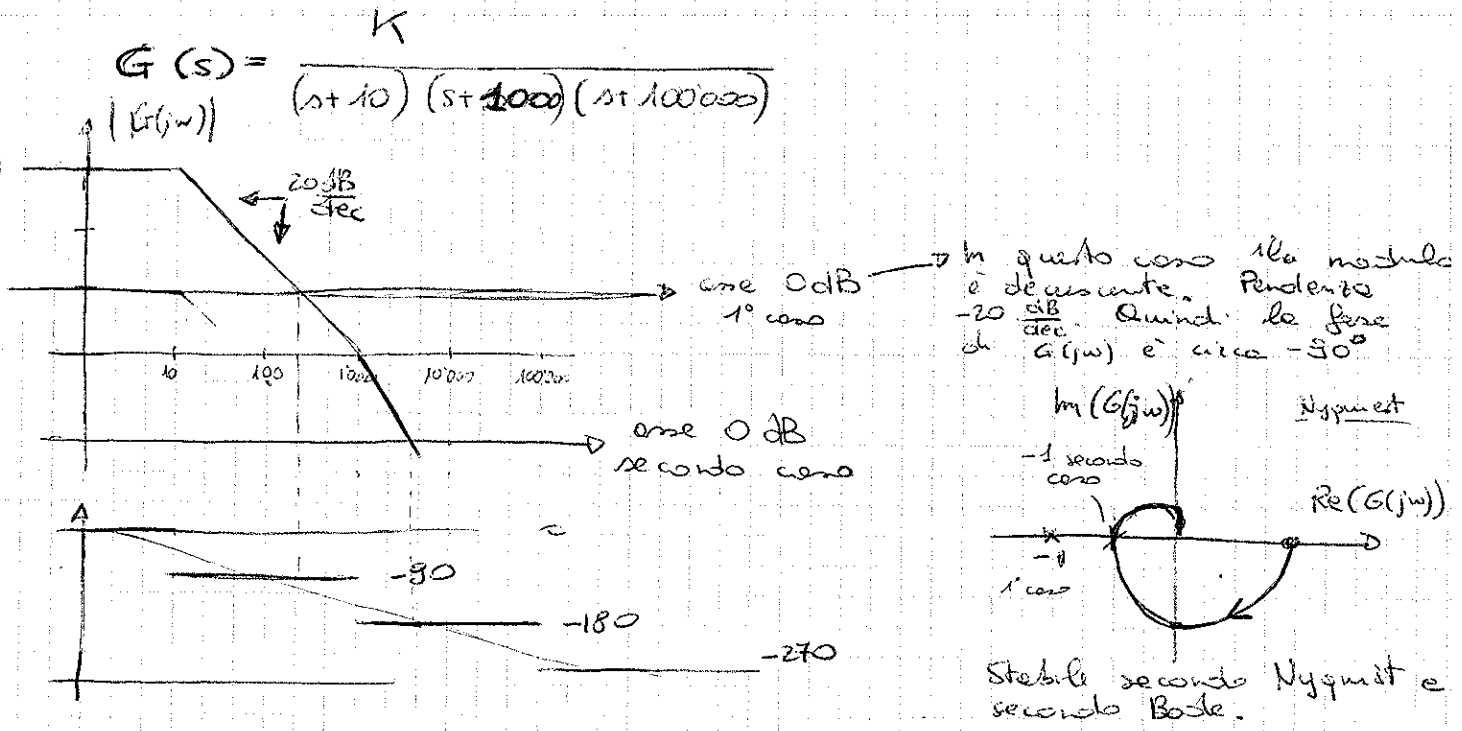 G (s) = K / (s+10) (s+1000) (s+100'000)
|G(jω)|
20 dB/dec
asse 0dB
1° caso
In questo caso il modulo
è decrescente. Pendenza
-20 dB/dec. Quindi la fase
di G(jω) è circa -90°
10 100 1000 10'000 100'000
asse 0 dB
secondo caso
-90
-180
-270
Im (G(jω))
Nyquist
-1 secondo
caso
Re (G(jω))
-1
1° caso
Stabile secondo Nyquist e
secondo Bode.